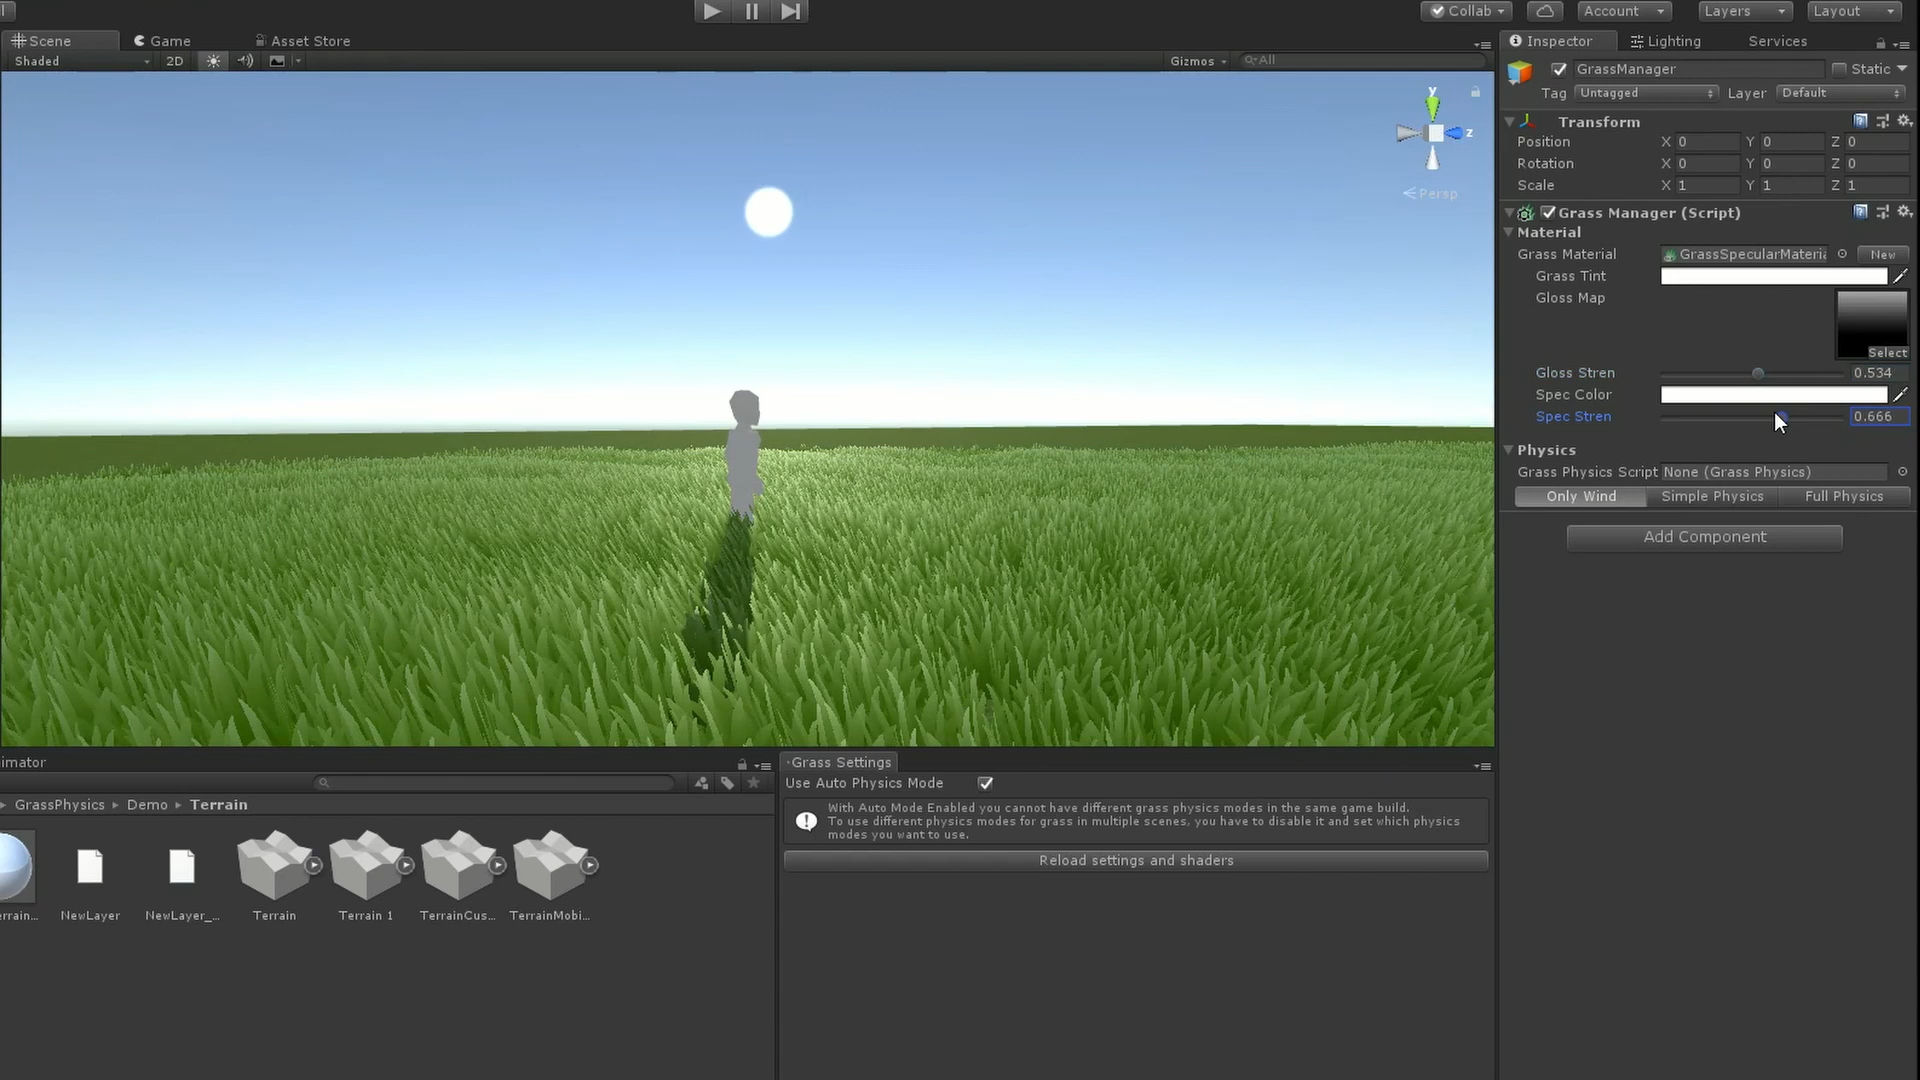 Collab
Account
Layers
Layout
Scene
Game
Asset Store
Inspector
Lighting
Services
Shaded
2D
Gizmos
All
GrassManager
Static
Tag Untagged
Layer Default
y
z
Persp
Transform
Position X 0 Y 0 Z 0
Rotation X 0 Y 0 Z 0
Scale X 1 Y 1 Z 1
Grass Manager (Script)
Material
Grass Material GrassSpecularMateria New
Grass Tint
Gloss Map
Select
Gloss Stren 0.534
Spec Color
Spec Stren 0.666
Physics
Grass Physics Script None (Grass Physics)
Only Wind Simple Physics Full Physics
Add Component
imator
GrassPhysics Demo Terrain
errain...
NewLayer
NewLayer_...
Terrain
Terrain 1
TerrainCus...
TerrainMobi...
Grass Settings
Use Auto Physics Mode
With Auto Mode Enabled you cannot have different grass physics modes in the same game build.
To use different physics modes for grass in multiple scenes, you have to disable it and set which physics
modes you want to use.
Reload settings and shaders